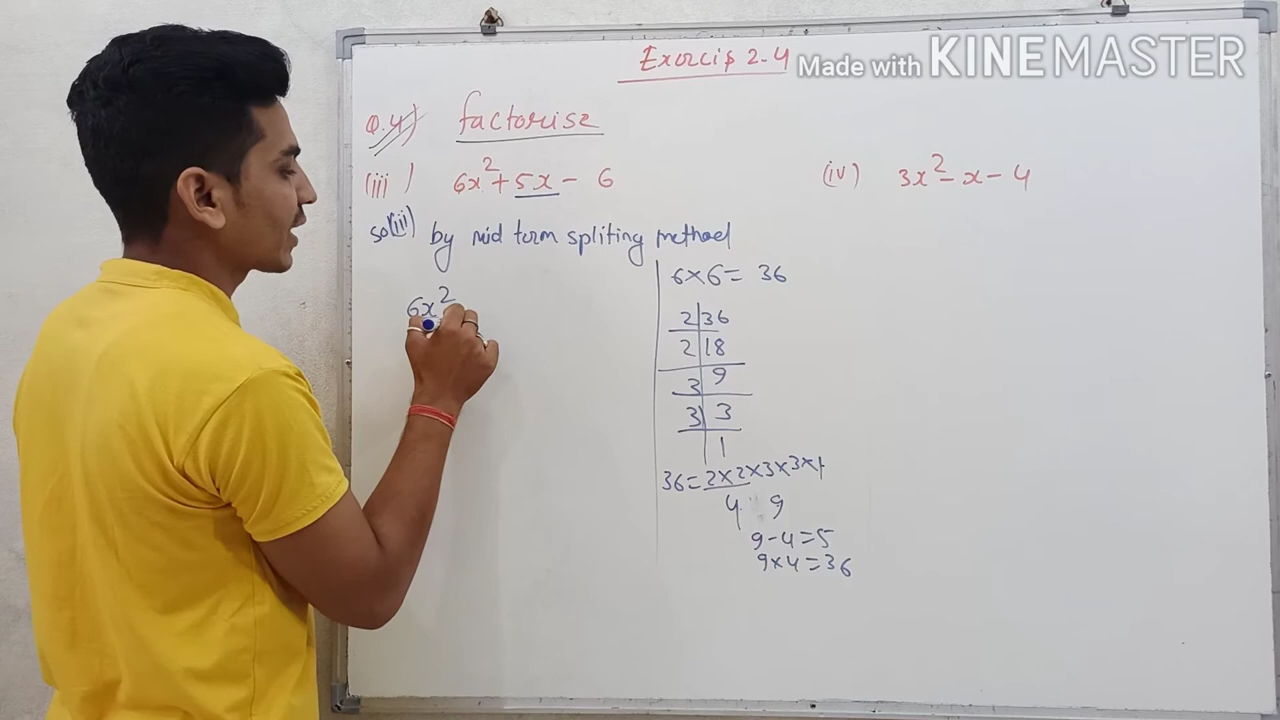 Exercise 2.4
Made with KINEMASTER
Q.4) factorise
(iii) 6x²+5x-6
(iv) 3x²-x-4
so(iii) by mid term spliting method
6x²
6×6=36
2|36
2|18
3|9
3|3
|1
36=2×2×3×3×1
4 9
9-4=5
9×4=36